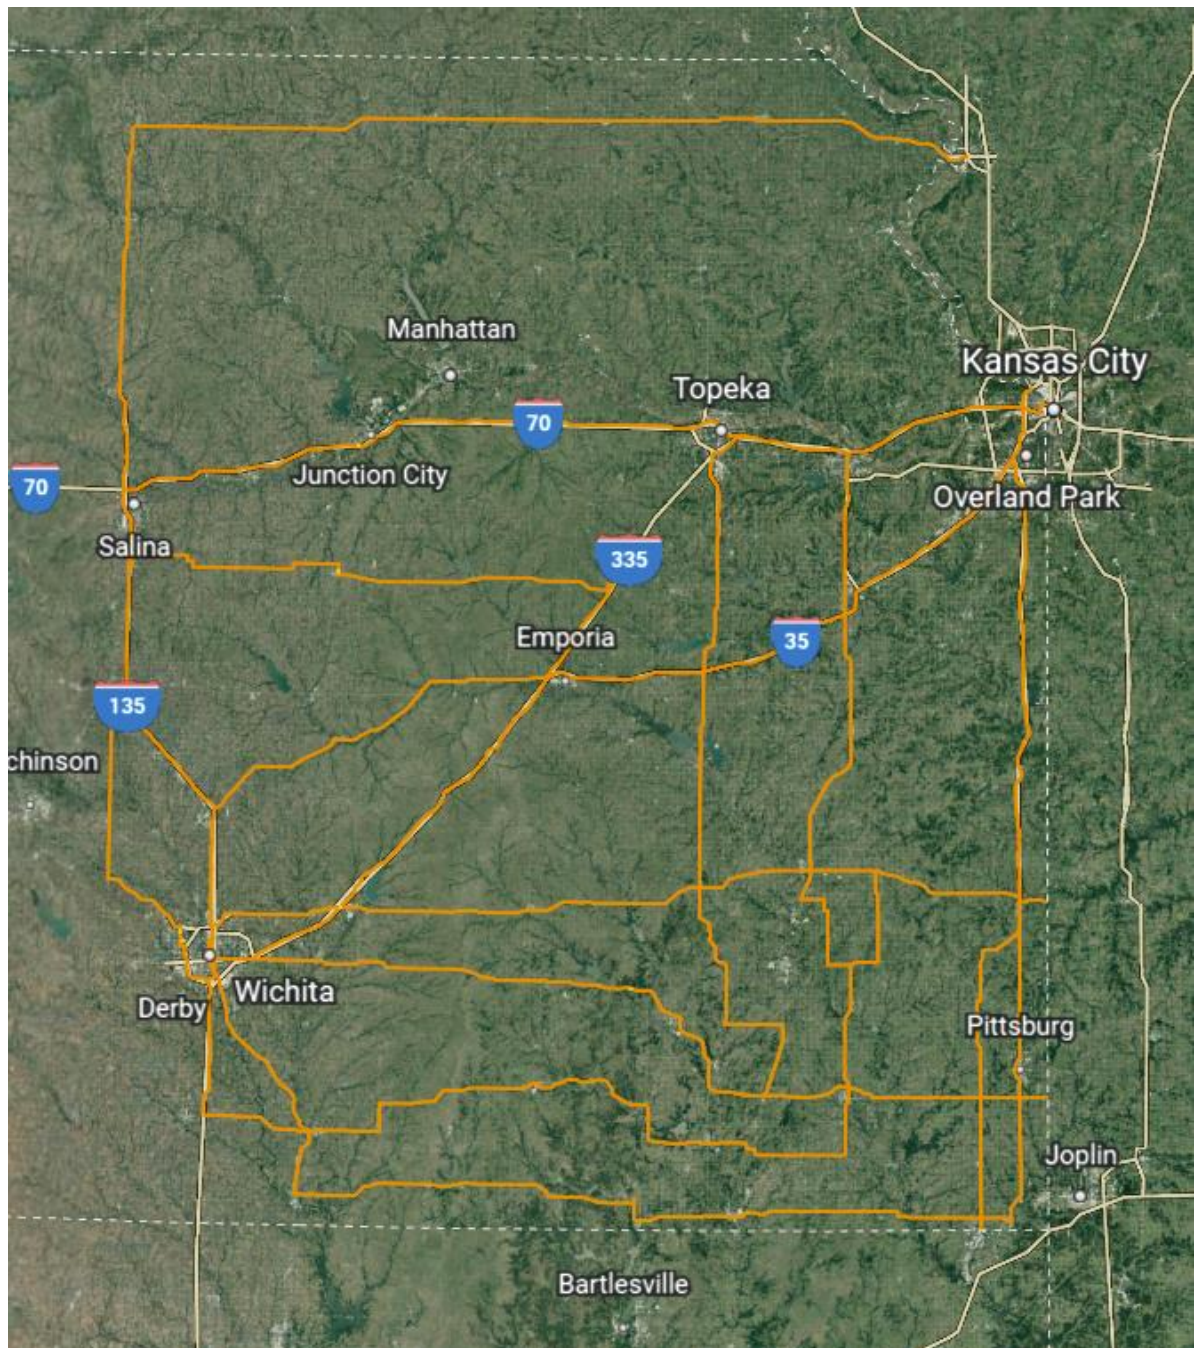 Manhattan
Kansas City
Topeka
70
Junction City
70
Overland Park
Salina
335
Emporia
35
135
chinson
Wichita
Derby
Pittsburg
Joplin
Bartlesville